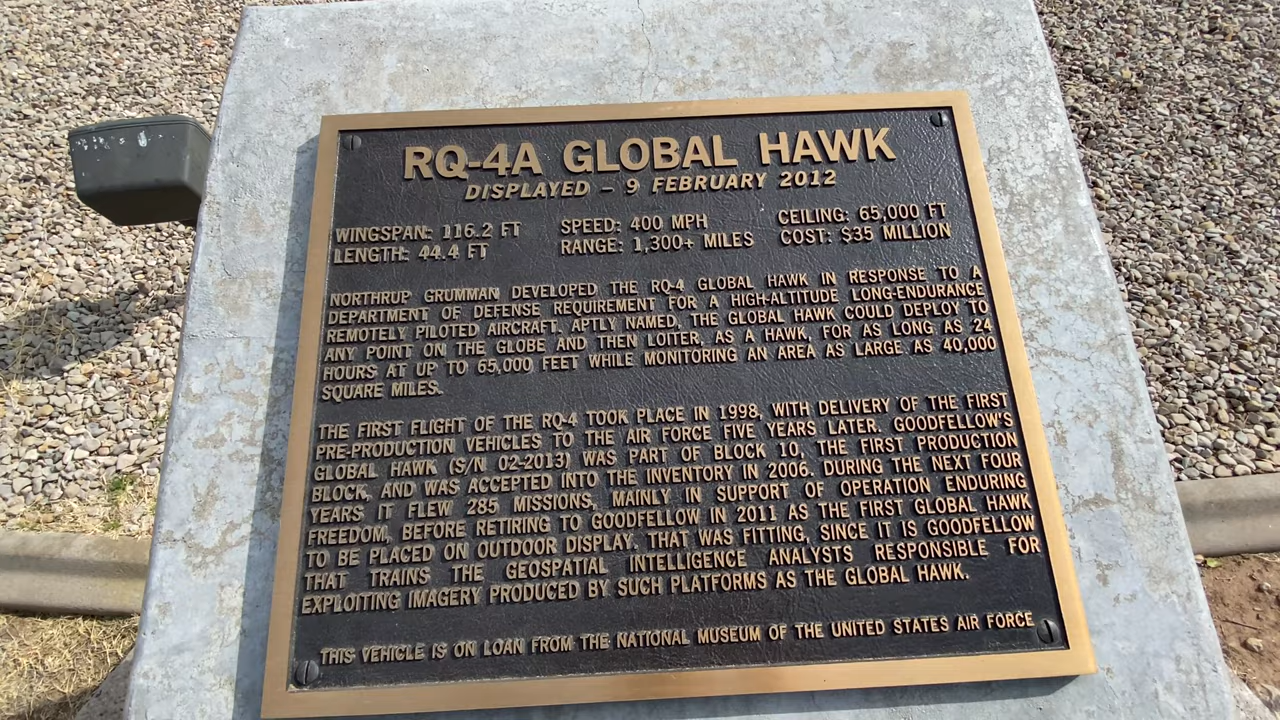 RQ-4A GLOBAL HAWK
DISPLAYED – 9 FEBRUARY 2012
WINGSPAN: 116.2 FT SPEED: 400 MPH CEILING: 65,000 FT
LENGTH: 44.4 FT RANGE: 1,300+ MILES COST: $35 MILLION
NORTHRUP GRUMMAN DEVELOPED THE RQ-4 GLOBAL HAWK IN RESPONSE TO A
DEPARTMENT OF DEFENSE REQUIREMENT FOR A HIGH-ALTITUDE LONG-ENDURANCE
REMOTELY PILOTED AIRCRAFT. APTLY NAMED, THE GLOBAL HAWK COULD DEPLOY TO
ANY POINT ON THE GLOBE AND THEN LOITER, AS A HAWK, FOR AS LONG AS 24
HOURS AT UP TO 65,000 FEET WHILE MONITORING AN AREA AS LARGE AS 40,000
SQUARE MILES.
THE FIRST FLIGHT OF THE RQ-4 TOOK PLACE IN 1998, WITH DELIVERY OF THE FIRST
PRE-PRODUCTION VEHICLES TO THE AIR FORCE FIVE YEARS LATER. GOODFELLOW'S
GLOBAL HAWK (S/N 02-2013) WAS PART OF BLOCK 10, THE FIRST PRODUCTION
BLOCK, AND WAS ACCEPTED INTO THE INVENTORY IN 2006. DURING THE NEXT FOUR
YEARS IT FLEW 285 MISSIONS, MAINLY IN SUPPORT OF OPERATION ENDURING
FREEDOM, BEFORE RETIRING TO GOODFELLOW IN 2011 AS THE FIRST GLOBAL HAWK
TO BE PLACED ON OUTDOOR DISPLAY. THAT WAS FITTING, SINCE IT IS GOODFELLOW
THAT TRAINS THE GEOSPATIAL INTELLIGENCE ANALYSTS RESPONSIBLE FOR
EXPLOITING IMAGERY PRODUCED BY SUCH PLATFORMS AS THE GLOBAL HAWK.
THIS VEHICLE IS ON LOAN FROM THE NATIONAL MUSEUM OF THE UNITED STATES AIR FORCE